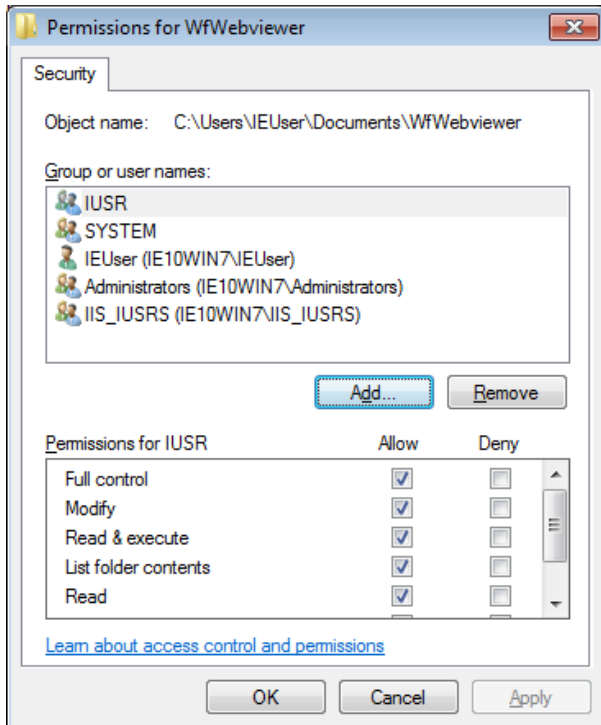 Permissions for WfWebviewer
Security
Object name: C:\Users\IEUser\Documents\WfWebviewer
Group or user names:
IUSR
SYSTEM
IEUser (IE10WIN7\IEUser)
Administrators (IE10WIN7\Administrators)
IIS_IUSRS (IE10WIN7\IIS_IUSRS)
Add... Remove
Permissions for IUSR Allow Deny
Full control
Modify
Read & execute
List folder contents
Read
Learn about access control and permissions
OK Cancel Apply